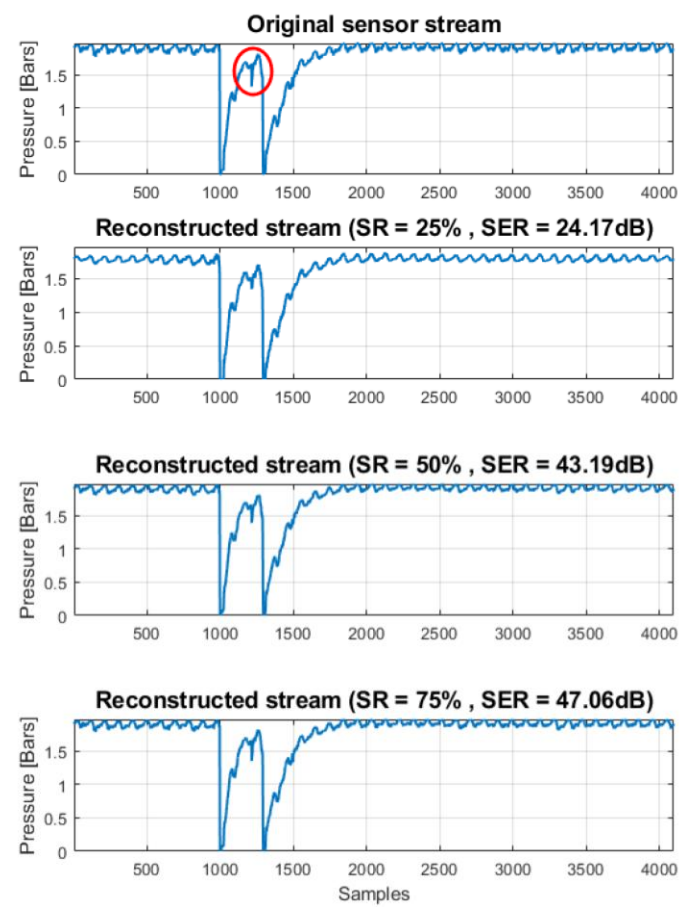 Original sensor stream
Pressure [Bars]
1.5
1
0.5
0
500 1000 1500 2000 2500 3000 3500 4000
Reconstructed stream (SR = 25% , SER = 24.17dB)
Pressure [Bars]
1.5
1
0.5
0
500 1000 1500 2000 2500 3000 3500 4000
Reconstructed stream (SR = 50% , SER = 43.19dB)
Pressure [Bars]
1.5
1
0.5
0
500 1000 1500 2000 2500 3000 3500 4000
Reconstructed stream (SR = 75% , SER = 47.06dB)
Pressure [Bars]
1.5
1
0.5
0
500 1000 1500 2000 2500 3000 3500 4000
Samples